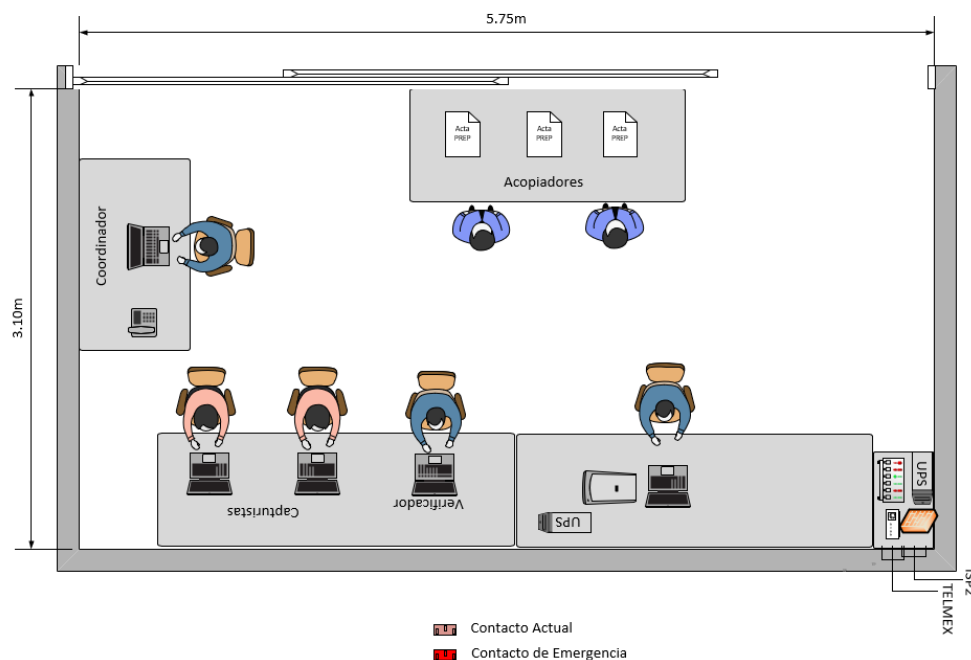 5.75m
Acta
PREP
Acta
PREP
Acta
PREP
Acopiadores
Coordinador
3.10m
UPS
Verificador
Capturistas
UPS
ISP2
TELMEX
Contacto Actual
Contacto de Emergencia